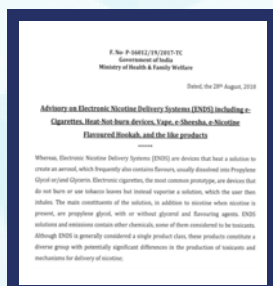 F. No P-16012/19/2017-TC
Government of India
Ministry of Health & Family Welfare
Dated, the 28th August, 2018
Advisory on Electronic Nicotine Delivery Systems (ENDS) including e-
Cigarettes, Heat-Not-burn devices, Vape, e-Sheesha, e-Nicotine
Flavoured Hookah, and the like products
*****
Whereas, Electronic Nicotine Delivery Systems (ENDS) are devices that heat a solution to
create an aerosol, which frequently also contains flavours, usually dissolved into Propylene
Glycol or/and Glycerin. Electronic cigarettes, the most common prototype, are devices that
do not burn or use tobacco leaves but instead vaporise a solution, which the user then
inhales. The main constituents of the solution, in addition to nicotine when nicotine is
present, are propylene glycol, with or without glycerol and flavouring agents. ENDS
solutions and emissions contain other chemicals, some of them considered to be toxicants.
Although ENDS is generally considered a single product class, these products constitute a
diverse group with potentially significant differences in the production of toxicants and
mechanisms for delivery of nicotine;